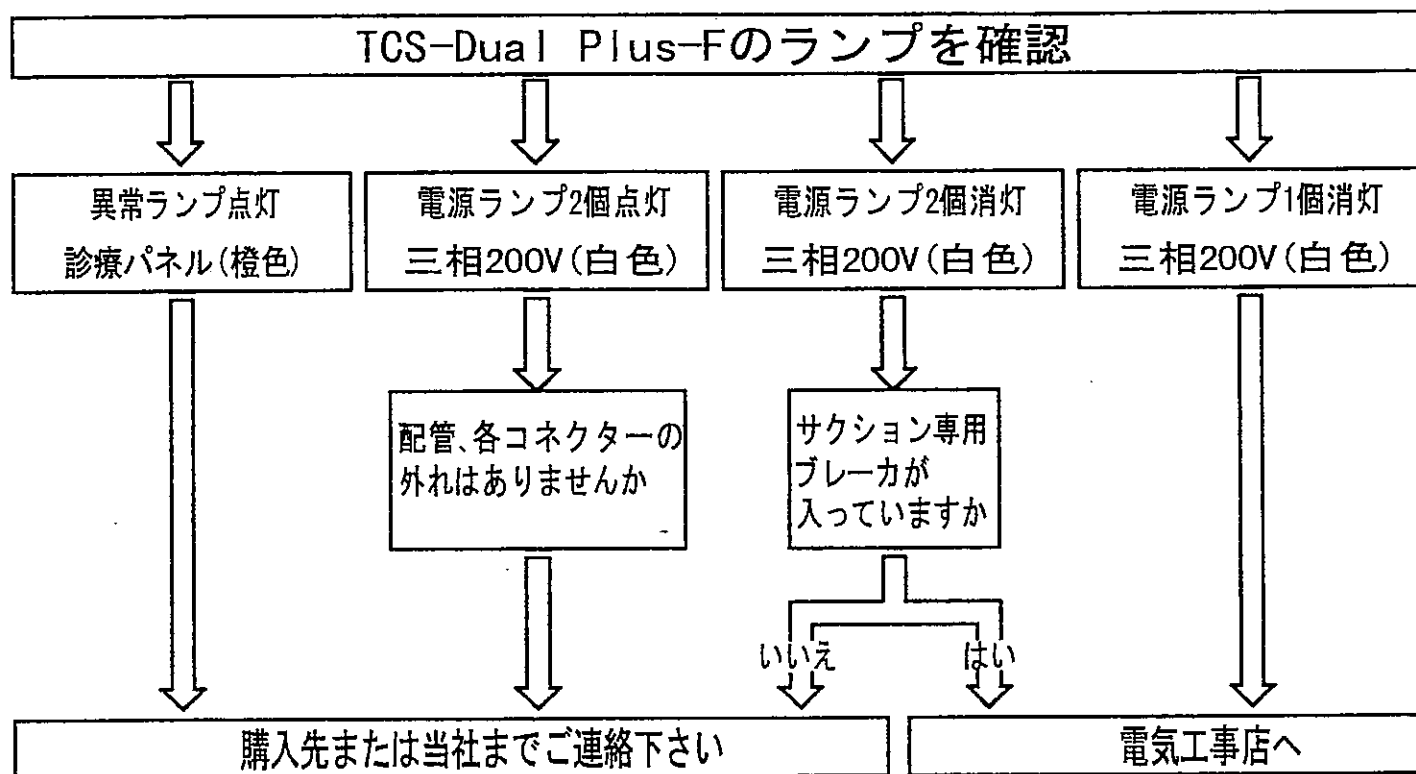 TCS-Dual Plus-Fのランプを確認
異常ランプ点灯
診療パネル(橙色)
電源ランプ2個点灯
三相200V(白色)
電源ランプ2個消灯
三相200V(白色)
電源ランプ1個消灯
三相200V(白色)
配管、各コネクターの
外れはありませんか
サクション専用
ブレーカが
入っていますか
いいえ
はい
購入先または当社までご連絡下さい
電気工事店へ